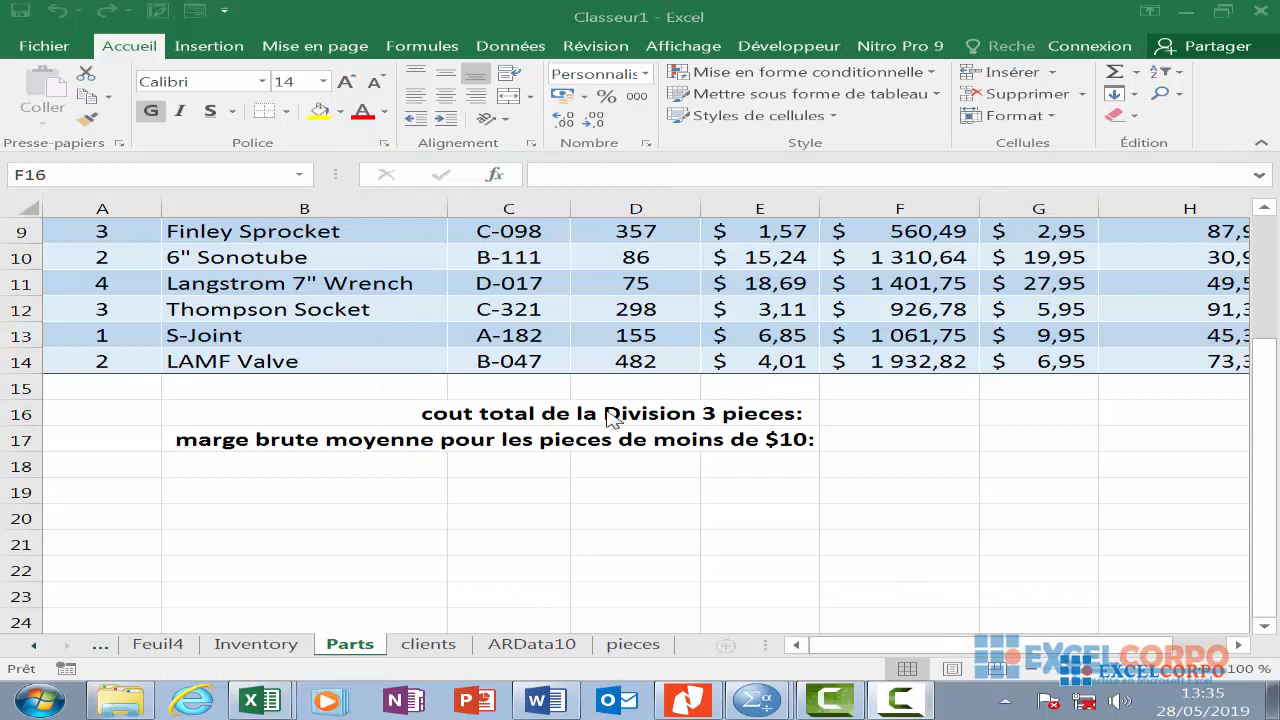 Classeur1 - Excel
Fichier Accueil Insertion Mise en page Formules Données Révision Affichage Développeur Nitro Pro 9 Reche Connexion Partager
Calibri 14 Personnalis Mise en forme conditionnelle Insérer
Coller % 000 Mettre sous forme de tableau Supprimer
G I S A Styles de cellules Format
Presse-papiers Police Alignement Nombre Style Cellules Édition
F16 fx
A B C D E F G H
9 3 Finley Sprocket C-098 357 $ 1,57 $ 560,49 $ 2,95 87,9
10 2 6" Sonotube B-111 86 $ 15,24 $ 1 310,64 $ 19,95 30,9
11 4 Langstrom 7" Wrench D-017 75 $ 18,69 $ 1 401,75 $ 27,95 49,5
12 3 Thompson Socket C-321 298 $ 3,11 $ 926,78 $ 5,95 91,3
13 1 S-Joint A-182 155 $ 6,85 $ 1 061,75 $ 9,95 45,3
14 2 LAMF Valve B-047 482 $ 4,01 $ 1 932,82 $ 6,95 73,3
15
16 cout total de la Division 3 pieces:
17 marge brute moyenne pour les pieces de moins de $10:
18
19
20
21
22
23
24
... Feuil4 Inventory Parts clients ARData10 pieces
Prêt EXCELCORPO EXCELCORPO 100 %
13:35
28/05/2019